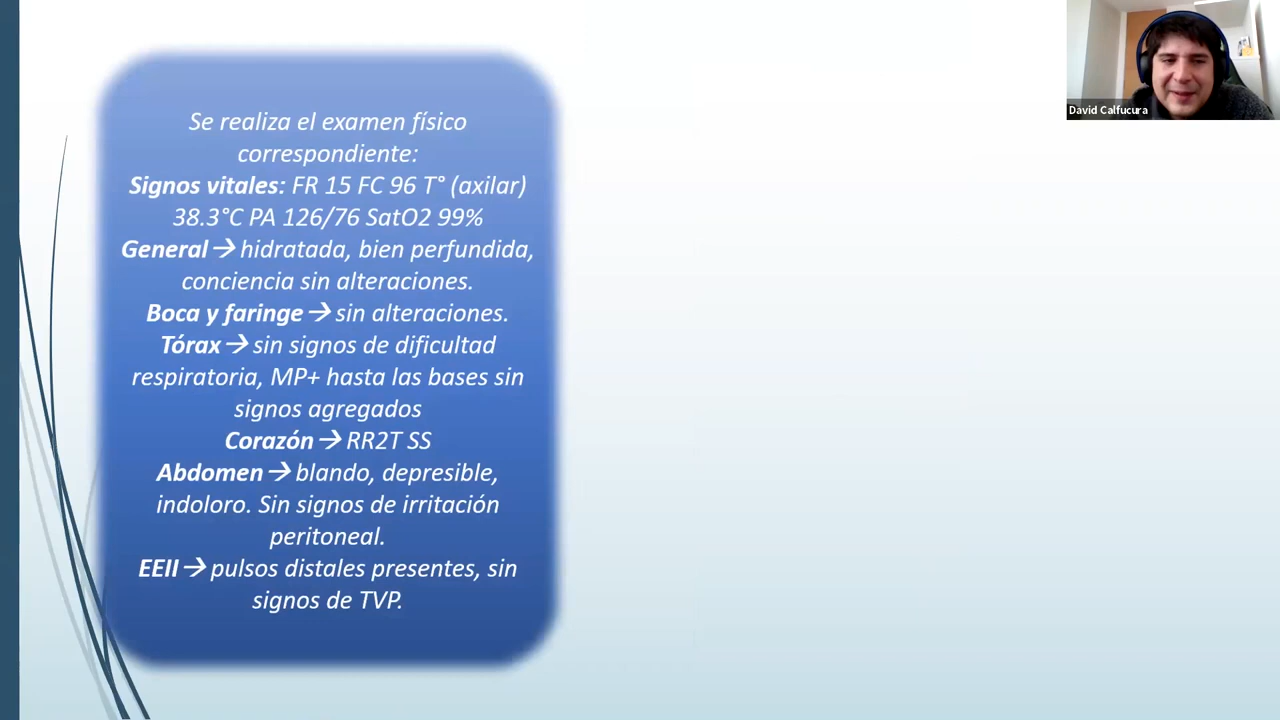 Se realiza el examen físico
correspondiente:
Signos vitales: FR 15 FC 96 T° (axilar)
38.3°C PA 126/76 SatO2 99%
General→ hidratada, bien perfundida,
conciencia sin alteraciones.
Boca y faringe→ sin alteraciones.
Tórax→ sin signos de dificultad
respiratoria, MP+ hasta las bases sin
signos agregados
Corazón→ RR2T SS
Abdomen→ blando, depresible,
indoloro. Sin signos de irritación
peritoneal.
EEII→ pulsos distales presentes, sin
signos de TVP.
David Calfucura